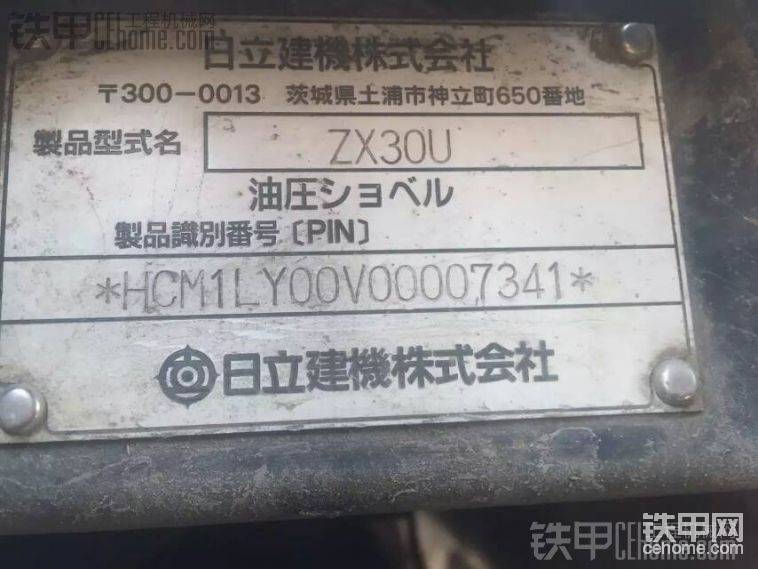 铁甲 CE 工程机械网
CEhome.com
日立建機株式会社
〒300-0013 茨城県土浦市神立町650番地
製品型式名 ZX30U
油圧ショベル
製品識別番号〔PIN〕
*HCM1LY00V00007341*
日立建機株式会社
铁甲网
cehome.com